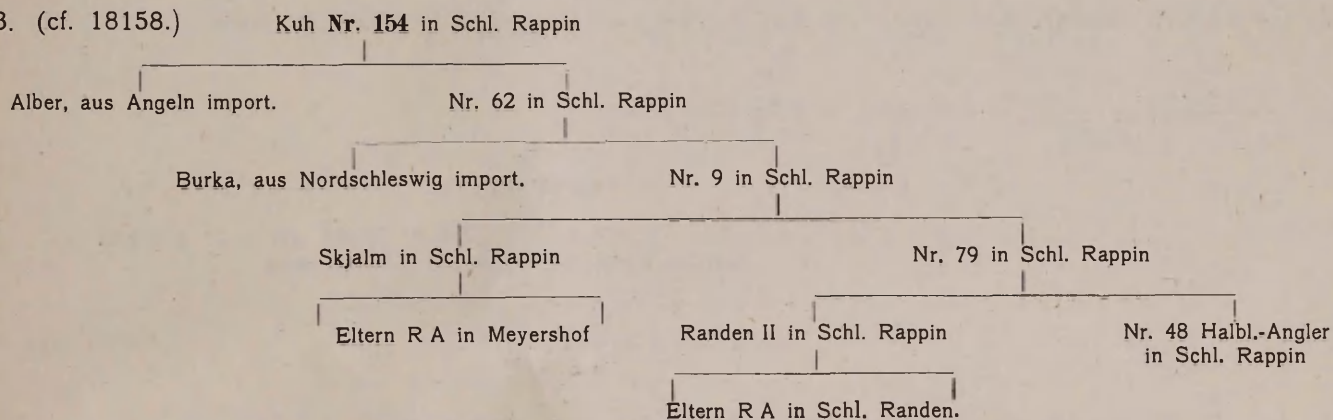 3. (cf. 18158.) Kuh Nr. 154 in Schl. Rappin
Alber, aus Angeln import. Nr. 62 in Schl. Rappin
Burka, aus Nordschleswig import. Nr. 9 in Schl. Rappin
Skjalm in Schl. Rappin Nr. 79 in Schl. Rappin
Eltern R A in Meyershof Randen II in Schl. Rappin Nr. 48 Halbl.-Angler
in Schl. Rappin
Eltern R A in Schl. Randen.